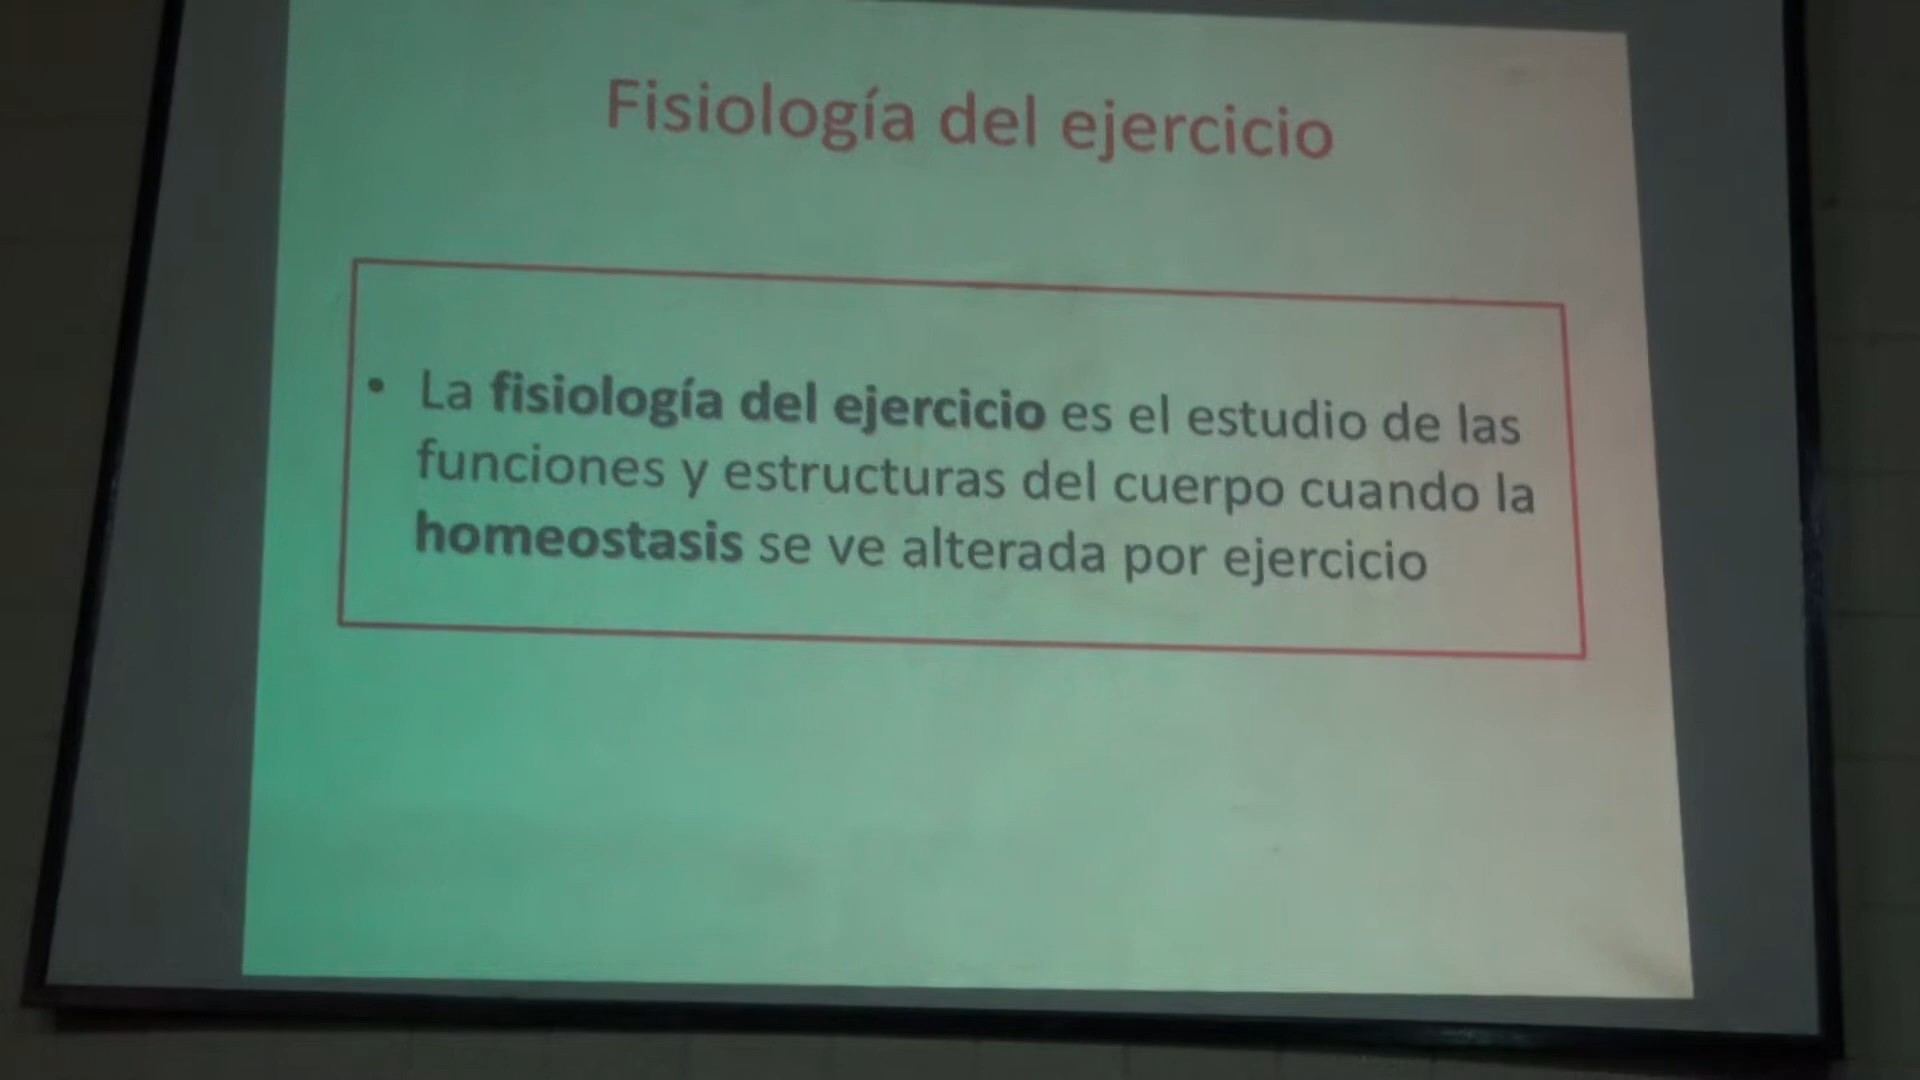 Fisiología del ejercicio
• La fisiología del ejercicio es el estudio de las
funciones y estructuras del cuerpo cuando la
homeostasis se ve alterada por ejercicio